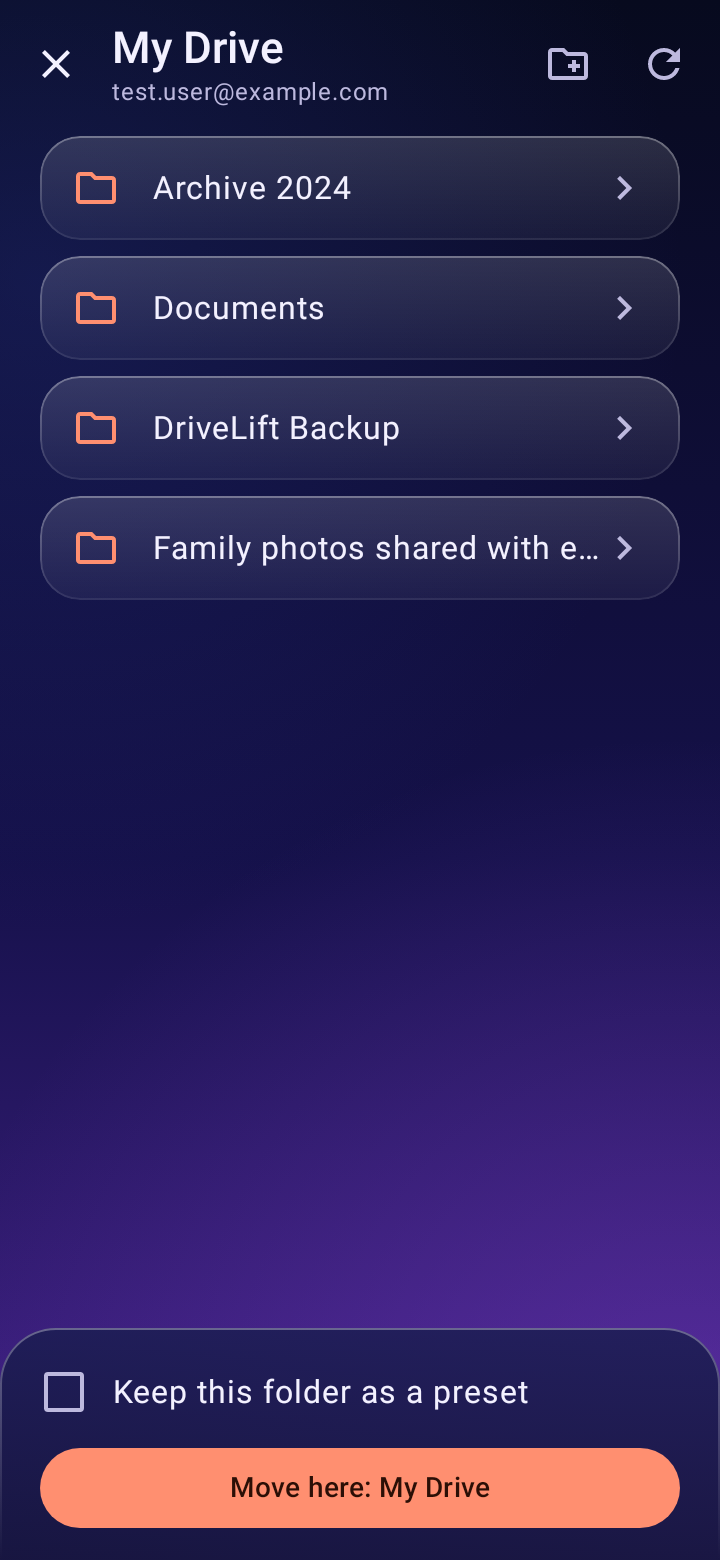 My Drive
test.user@example.com
Archive 2024
Documents
DriveLift Backup
Family photos shared with e…
Keep this folder as a preset
Move here: My Drive